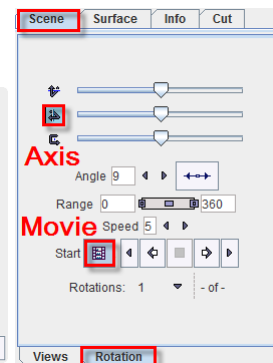 Scene Surface Info Cut
Axis
Angle 9
Range 0 360
Movie Speed 5
Start
Rotations: 1 - of -
Views Rotation